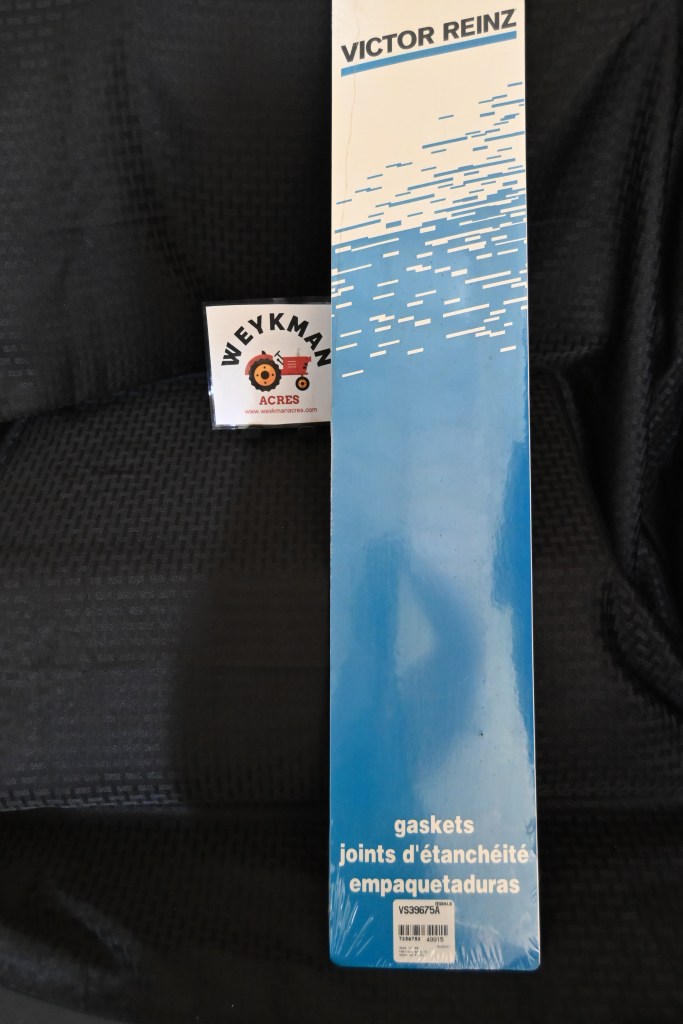 VICTOR REINZ
WEYKMAN
ACRES
www.weykmanacres.com
gaskets
joints d'étanchéité
empaquetaduras
VS39675A